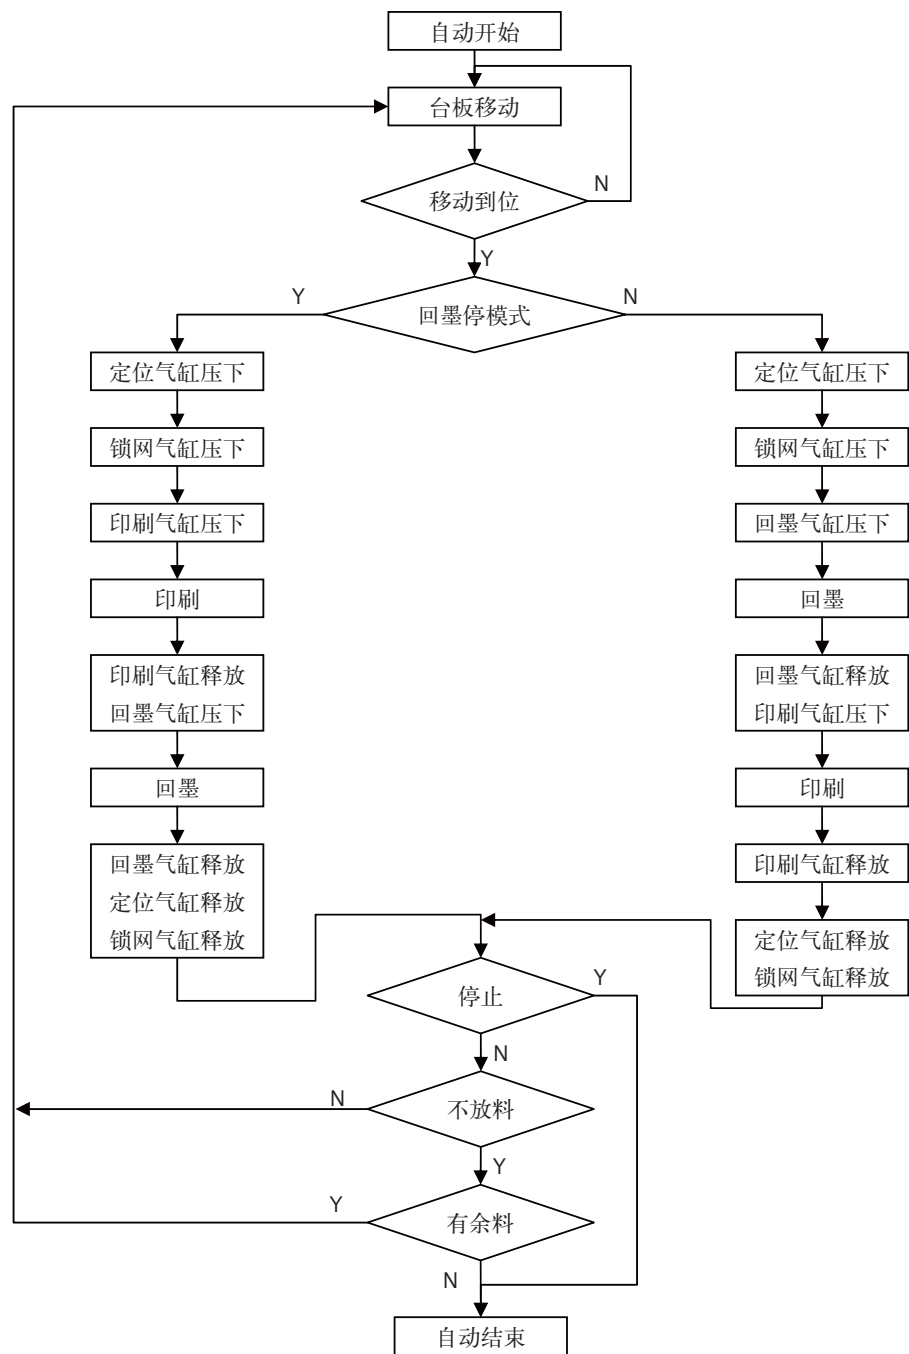 自动开始
台板移动
移动到位
N
Y
回墨停模式
Y
N
定位气缸压下
锁网气缸压下
印刷气缸压下
印刷
印刷气缸释放
回墨气缸压下
回墨
回墨气缸释放
定位气缸释放
锁网气缸释放
定位气缸压下
锁网气缸压下
回墨气缸压下
回墨
回墨气缸释放
印刷气缸压下
印刷
印刷气缸释放
定位气缸释放
锁网气缸释放
停止
Y
N
不放料
N
Y
有余料
Y
N
自动结束